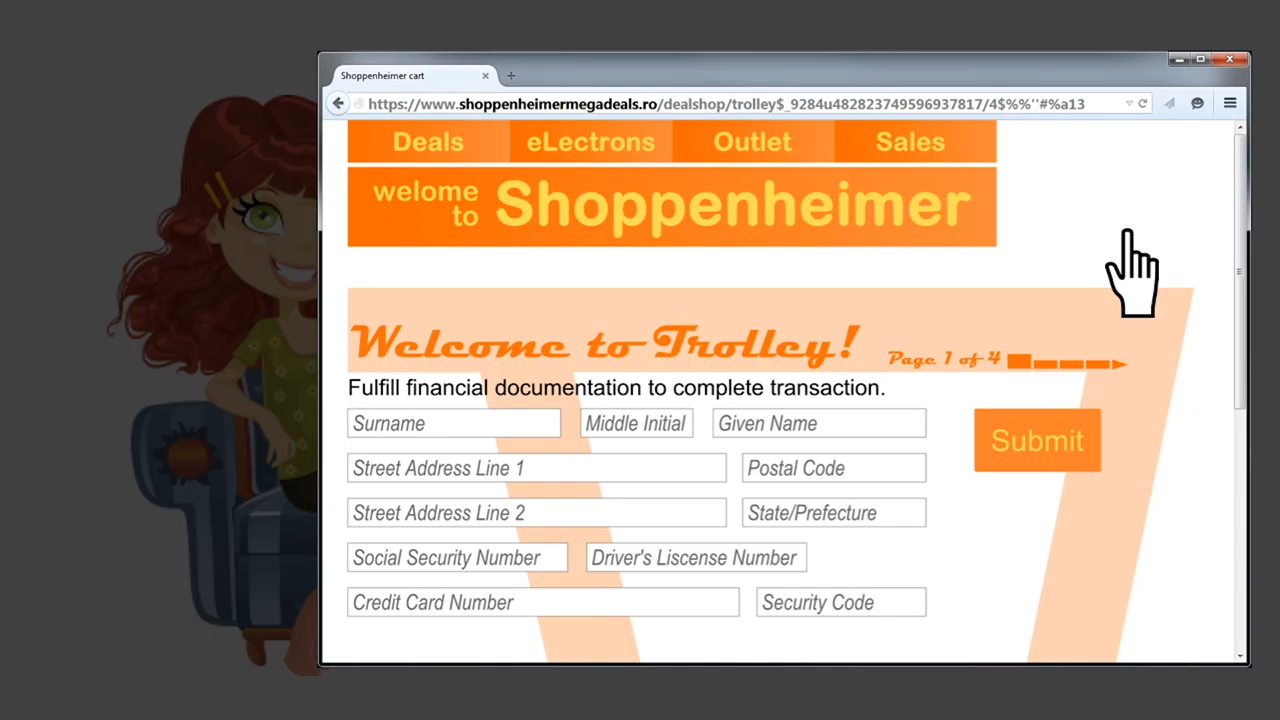 Shoppenheimer cart
https://www.shoppenheimermegadeals.ro/dealshop/trolley$_9284u482823749596937817/4$%%''#%a13
Deals eLectrons Outlet Sales
welome to Shoppenheimer
Welcome to Trolley! Page 1 of 4
Fulfill financial documentation to complete transaction.
Surname Middle Initial Given Name
Submit
Street Address Line 1 Postal Code
Street Address Line 2 State/Prefecture
Social Security Number Driver's Liscense Number
Credit Card Number Security Code